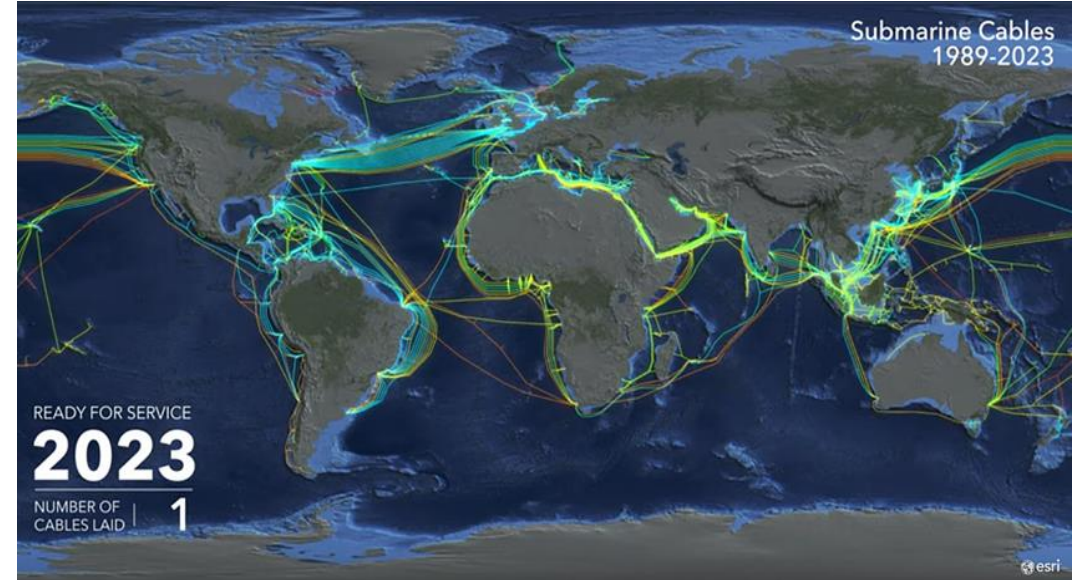 Submarine Cables
1989-2023
READY FOR SERVICE
2023
NUMBER OF
CABLES LAID
1
esri